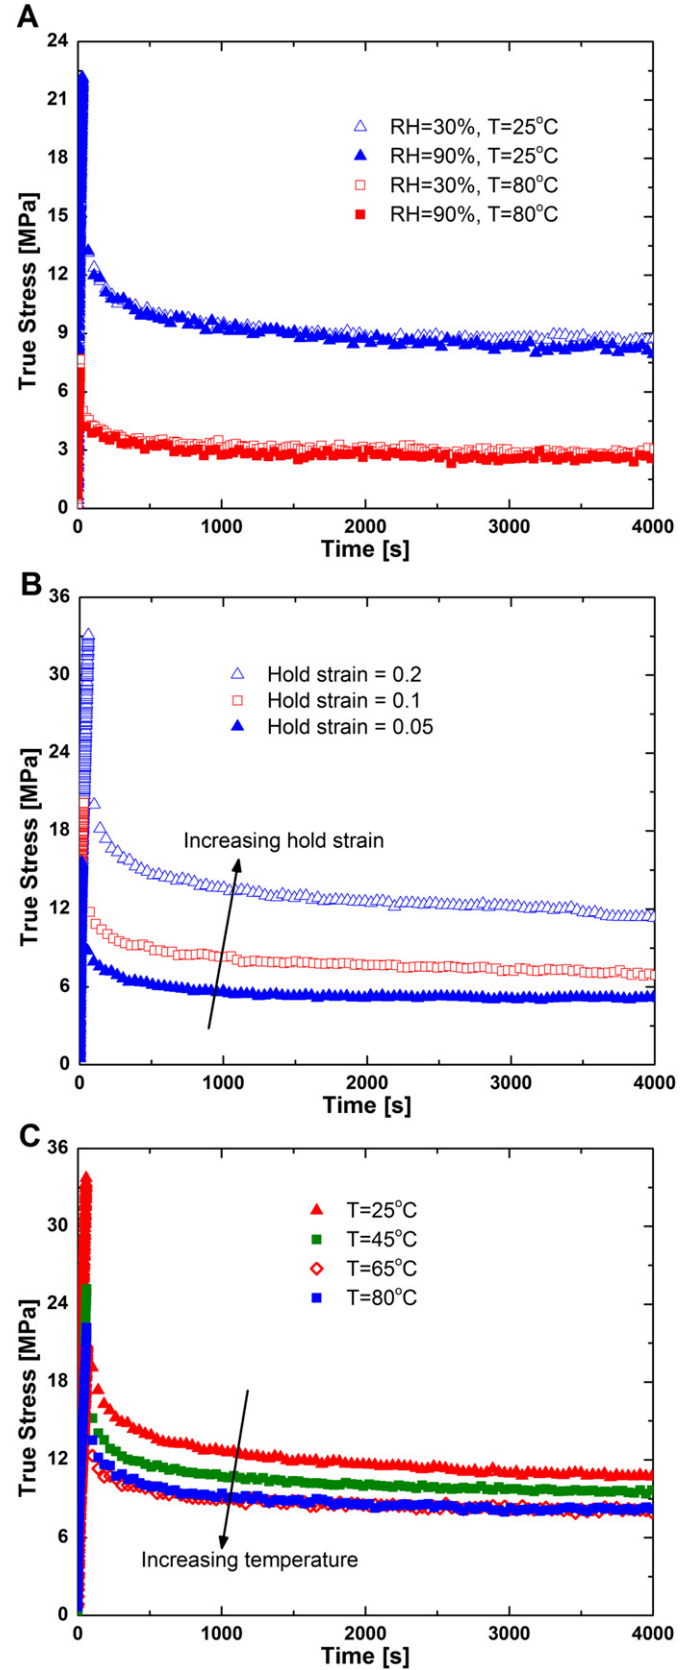 A
24
21
18
15
12
9
6
3
0
True Stress [MPa]
RH=30%, T=25°C
RH=90%, T=25°C
RH=30%, T=80°C
RH=90%, T=80°C
0 1000 2000 3000 4000
Time [s]
B
36
30
24
18
12
6
0
True Stress [MPa]
Hold strain = 0.2
Hold strain = 0.1
Hold strain = 0.05
Increasing hold strain
0 1000 2000 3000 4000
Time [s]
C
36
30
24
18
12
6
0
True Stress [MPa]
T=25°C
T=45°C
T=65°C
T=80°C
Increasing temperature
0 1000 2000 3000 4000
Time [s]